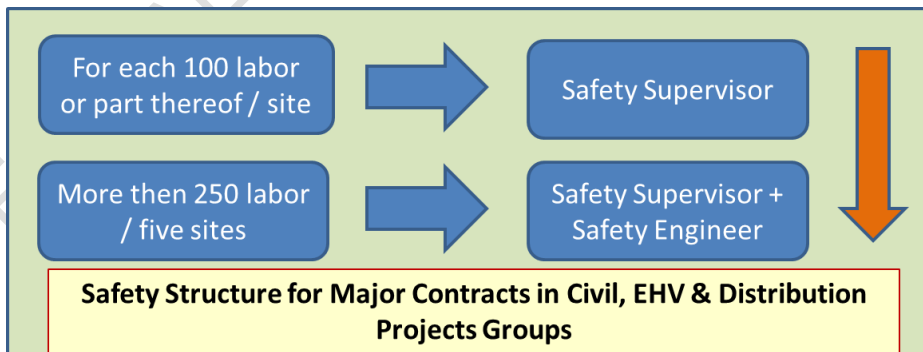 For each 100 labor
or part thereof / site
Safety Supervisor
More then 250 labor
/ five sites
Safety Supervisor +
Safety Engineer
Safety Structure for Major Contracts in Civil, EHV & Distribution
Projects Groups